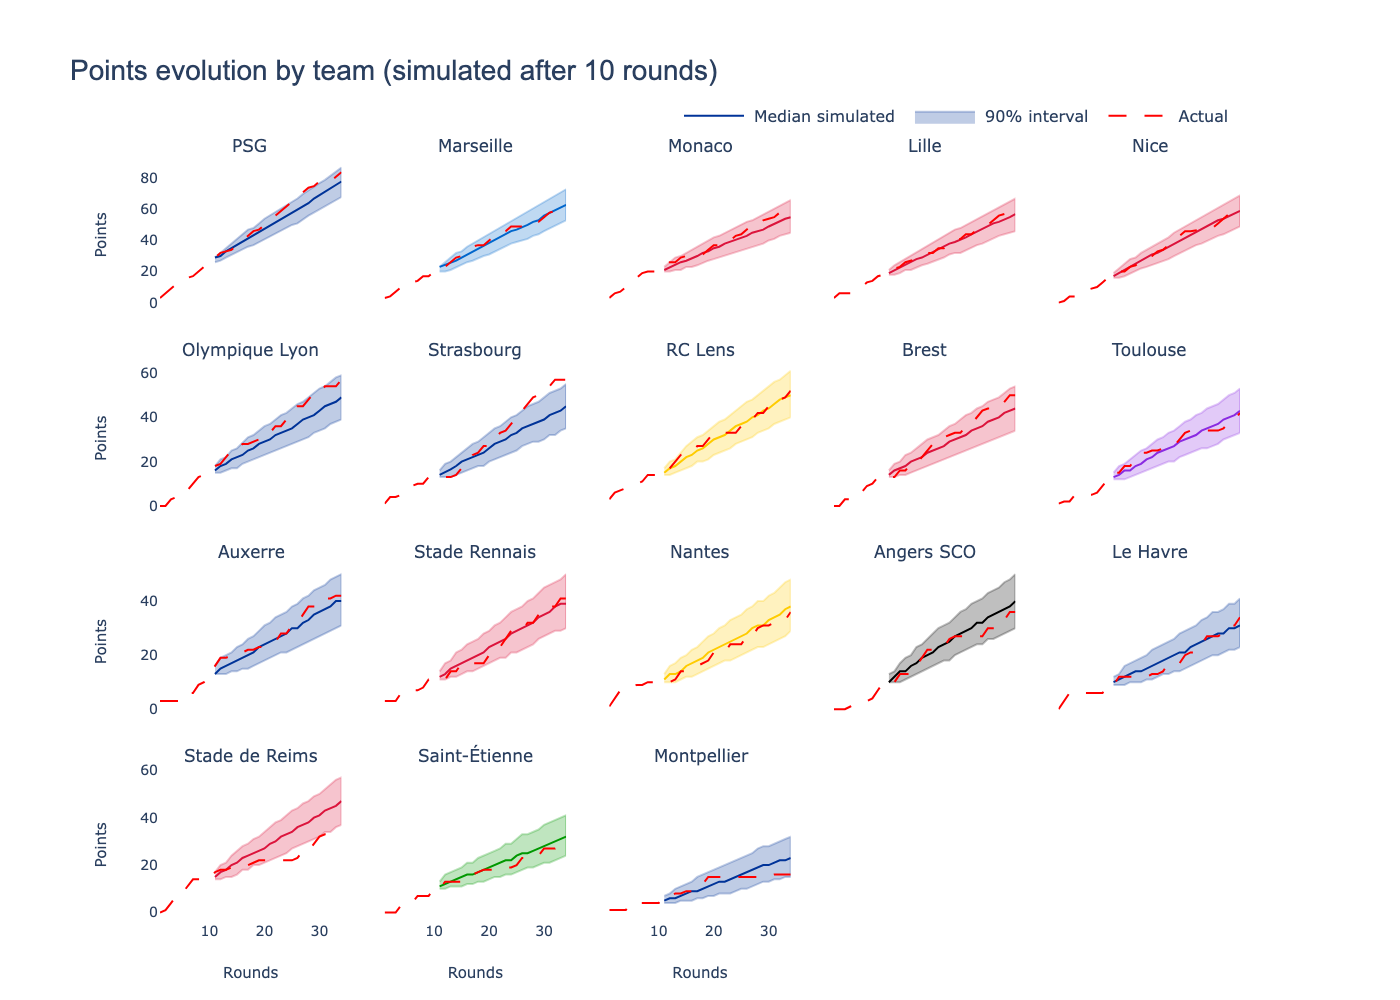 Points evolution by team (simulated after 10 rounds)
Median simulated 90% interval Actual
PSG Marseille Monaco Lille Nice
80
60
40
20
0
Points
Olympique Lyon Strasbourg RC Lens Brest Toulouse
60
40
20
0
Points
Auxerre Stade Rennais Nantes Angers SCO Le Havre
40
20
0
Points
Stade de Reims Saint-Étienne Montpellier
60
40
20
0
Points
10 20 30 10 20 30 10 20 30
Rounds Rounds Rounds